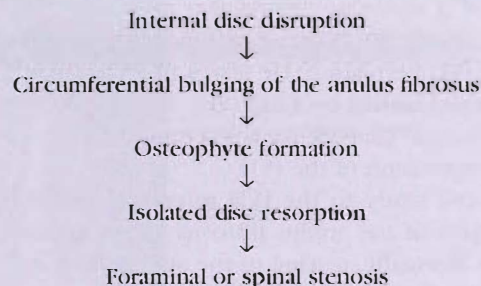 Internal disc disruption
↓
Circumferential bulging of the anulus fibrosus
↓
Osteophyte formation
↓
Isolated disc resorption
↓
Foraminal or spinal stenosis